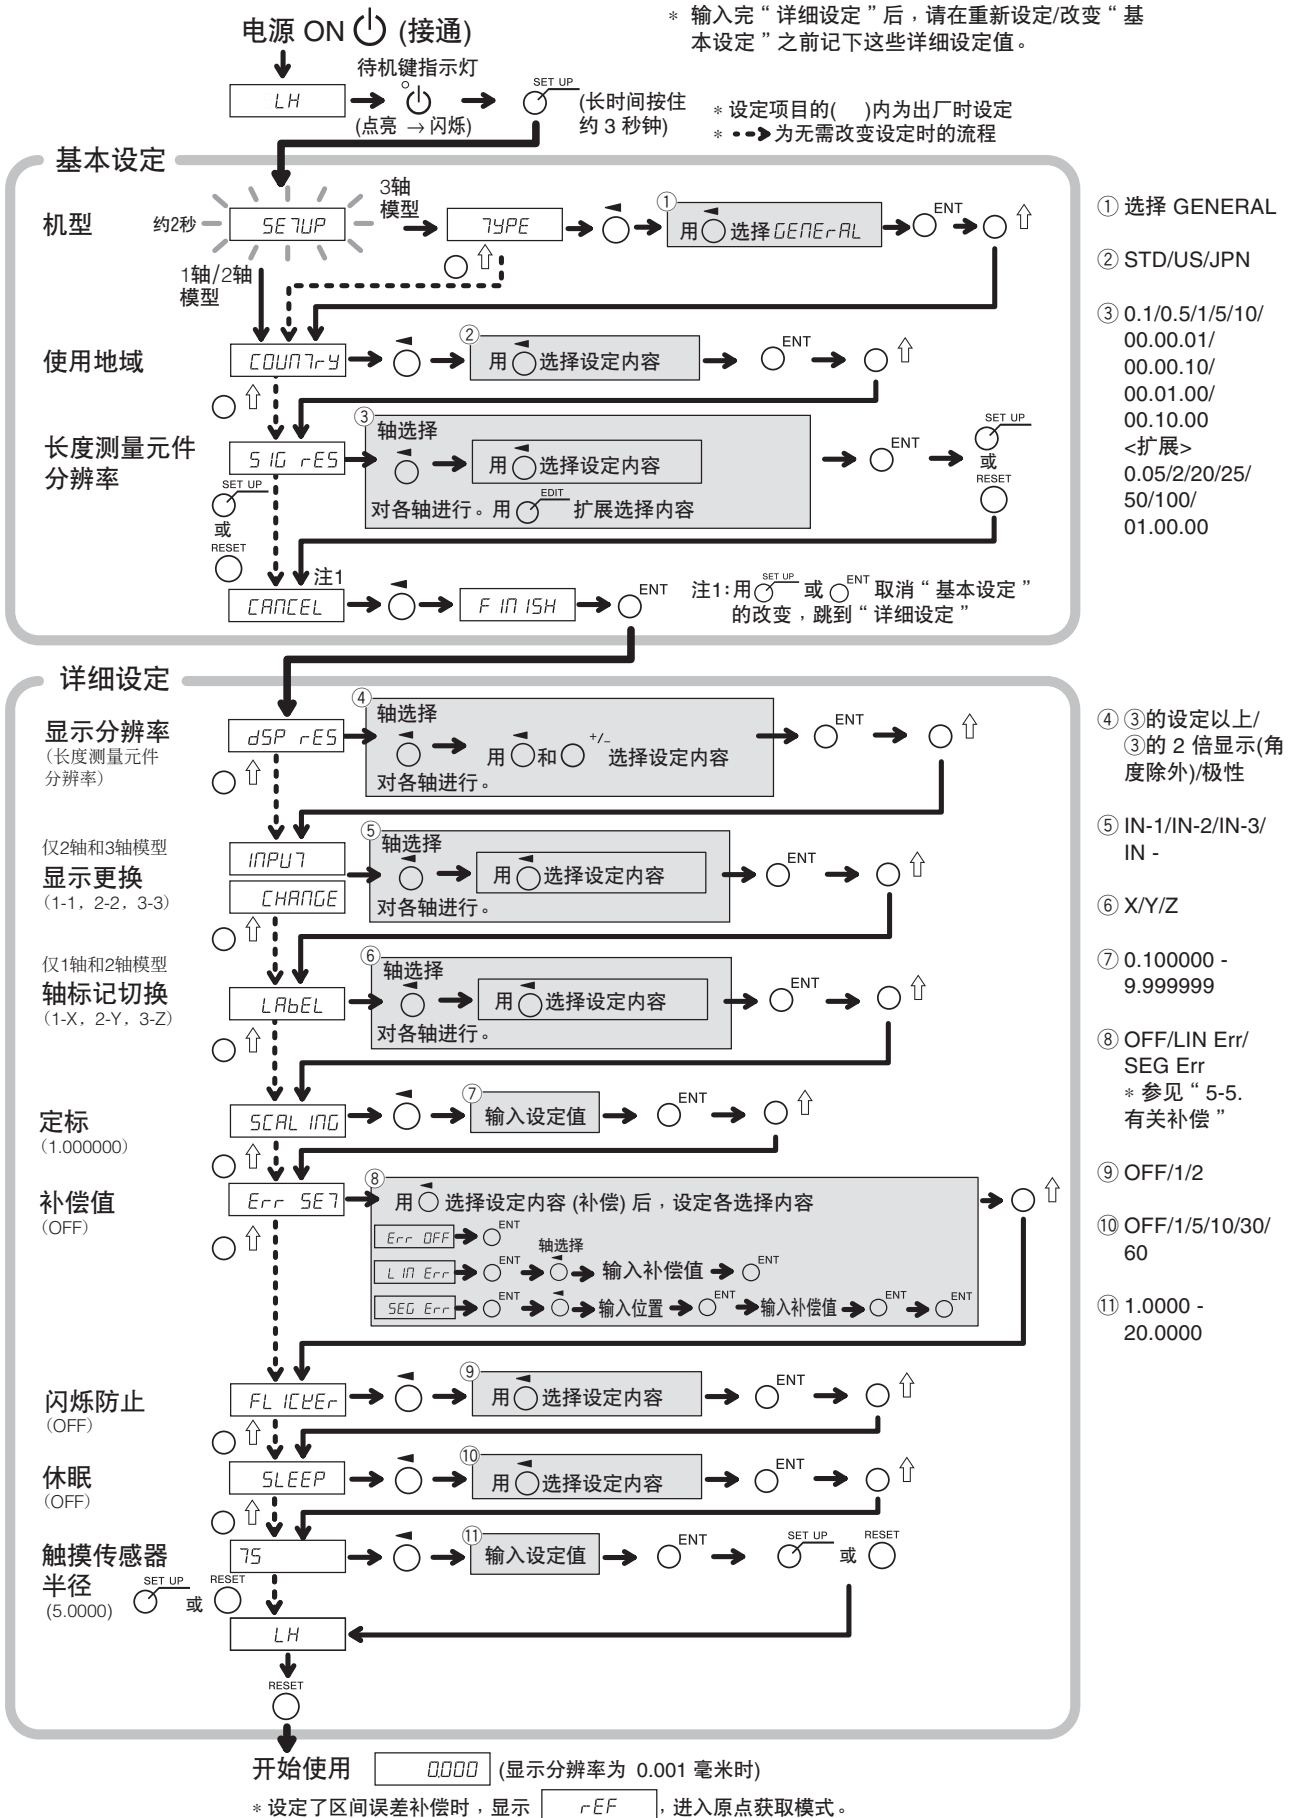 电源 ON (接通)
* 输入完“详细设定”后，请在重新设定/改变“基
本设定”之前记下这些详细设定值。
待机键指示灯
LH
SET UP
(长时间按住
约 3 秒钟)
(点亮 → 闪烁)
* 设定项目的(　)内为出厂时设定
* 为无需改变设定时的流程
基本设定
机型
约2秒
SETUP
3轴
模型
TYPE
①
用 选择 GENErAL
ENT
1轴/2轴
模型
使用地域
COUNTrY
②
用 选择设定内容
ENT
长度测量元件
分辨率
SIG rES
③
轴选择
用 选择设定内容
对各轴进行。用 EDIT 扩展选择内容
ENT
SET UP
或
RESET
SET UP
或
RESET
注1
CANCEL
FINISH
ENT
注1:用 SET UP 或 ENT 取消“基本设定”
的改变，跳到“详细设定”
① 选择 GENERAL
② STD/US/JPN
③ 0.1/0.5/1/5/10/
00.00.01/
00.00.10/
00.01.00/
00.10.00
<扩展>
0.05/2/20/25/
50/100/
01.00.00
详细设定
显示分辨率
(长度测量元件
分辨率)
dSP rES
④
轴选择
用 和 +/- 选择设定内容
对各轴进行。
ENT
仅2轴和3轴模型
显示更换
(1-1，2-2，3-3)
INPUT
CHANGE
⑤
轴选择
用 选择设定内容
对各轴进行。
ENT
仅1轴和2轴模型
轴标记切换
(1-X，2-Y，3-Z)
LAbEL
⑥
轴选择
用 选择设定内容
对各轴进行。
ENT
定标
(1.000000)
SCALING
⑦
输入设定值
ENT
补偿值
(OFF)
Err SET
⑧
用 选择设定内容 (补偿) 后，设定各选择内容
Err OFF ENT
轴选择
LIN Err ENT 输入补偿值 ENT
SEG Err ENT 输入位置 ENT 输入补偿值 ENT ENT
闪烁防止
(OFF)
FLICkEr
⑨
用 选择设定内容
ENT
休眠
(OFF)
SLEEP
⑩
用 选择设定内容
ENT
触摸传感器
半径
(5.0000)
SET UP 或 RESET
TS
⑪
输入设定值
ENT
SET UP 或 RESET
LH
RESET
④ ③的设定以上/
③的 2 倍显示(角
度除外)/极性
⑤ IN-1/IN-2/IN-3/
IN -
⑥ X/Y/Z
⑦ 0.100000 -
9.999999
⑧ OFF/LIN Err/
SEG Err
* 参见“5-5.
有关补偿”
⑨ OFF/1/2
⑩ OFF/1/5/10/30/
60
⑪ 1.0000 -
20.0000
开始使用 0.000 (显示分辨率为 0.001 毫米时)
* 设定了区间误差补偿时，显示 rEF ，进入原点获取模式。